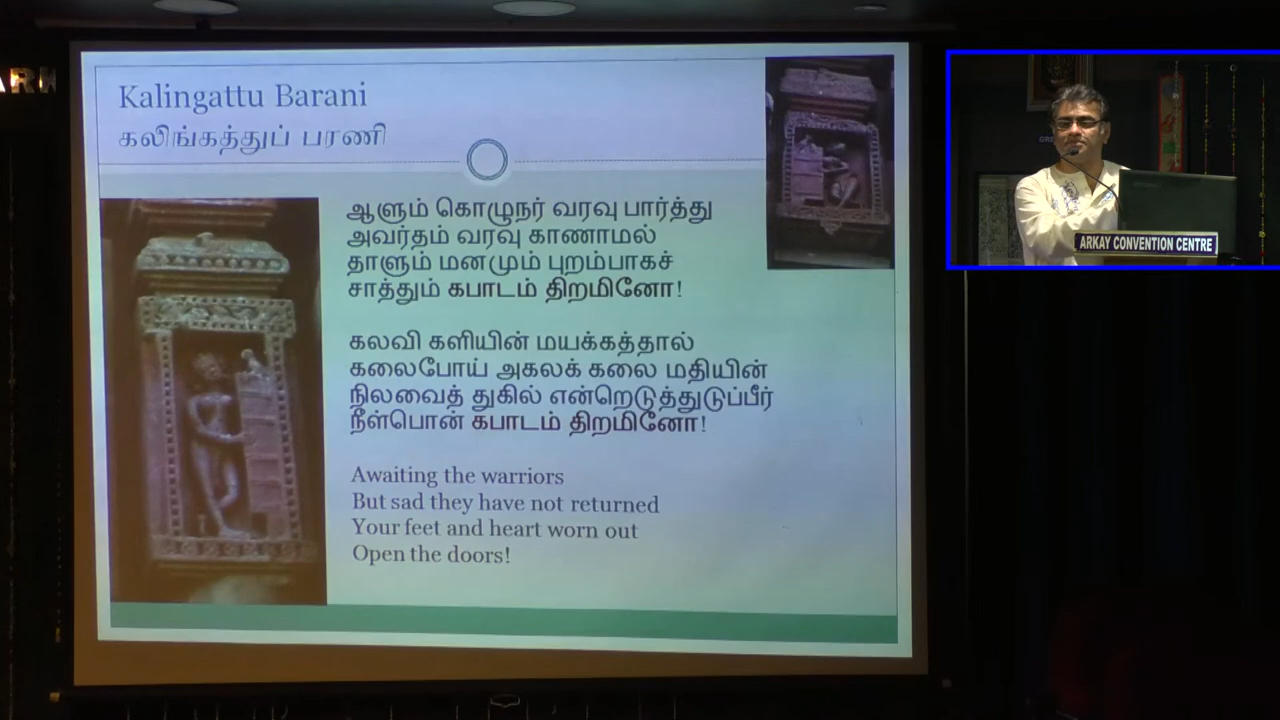 Kalingattu Barani
கலிங்கத்துப் பரணி
ஆளும் கொழுநர் வரவு பார்த்து
அவர்தம் வரவு காணாமல்
தாளும் மனமும் புறம்பாகச்
சாத்தும் கபாடம் திறமினோ!
கலவி களியின் மயக்கத்தால்
கலைபோய் அகலக் கலை மதியின்
நிலவைத் துகில் என்றெடுத்துடுப்பீர்
நீள்பொன் கபாடம் திறமினோ!
Awaiting the warriors
But sad they have not returned
Your feet and heart worn out
Open the doors!
ARKAY CONVENTION CENTRE